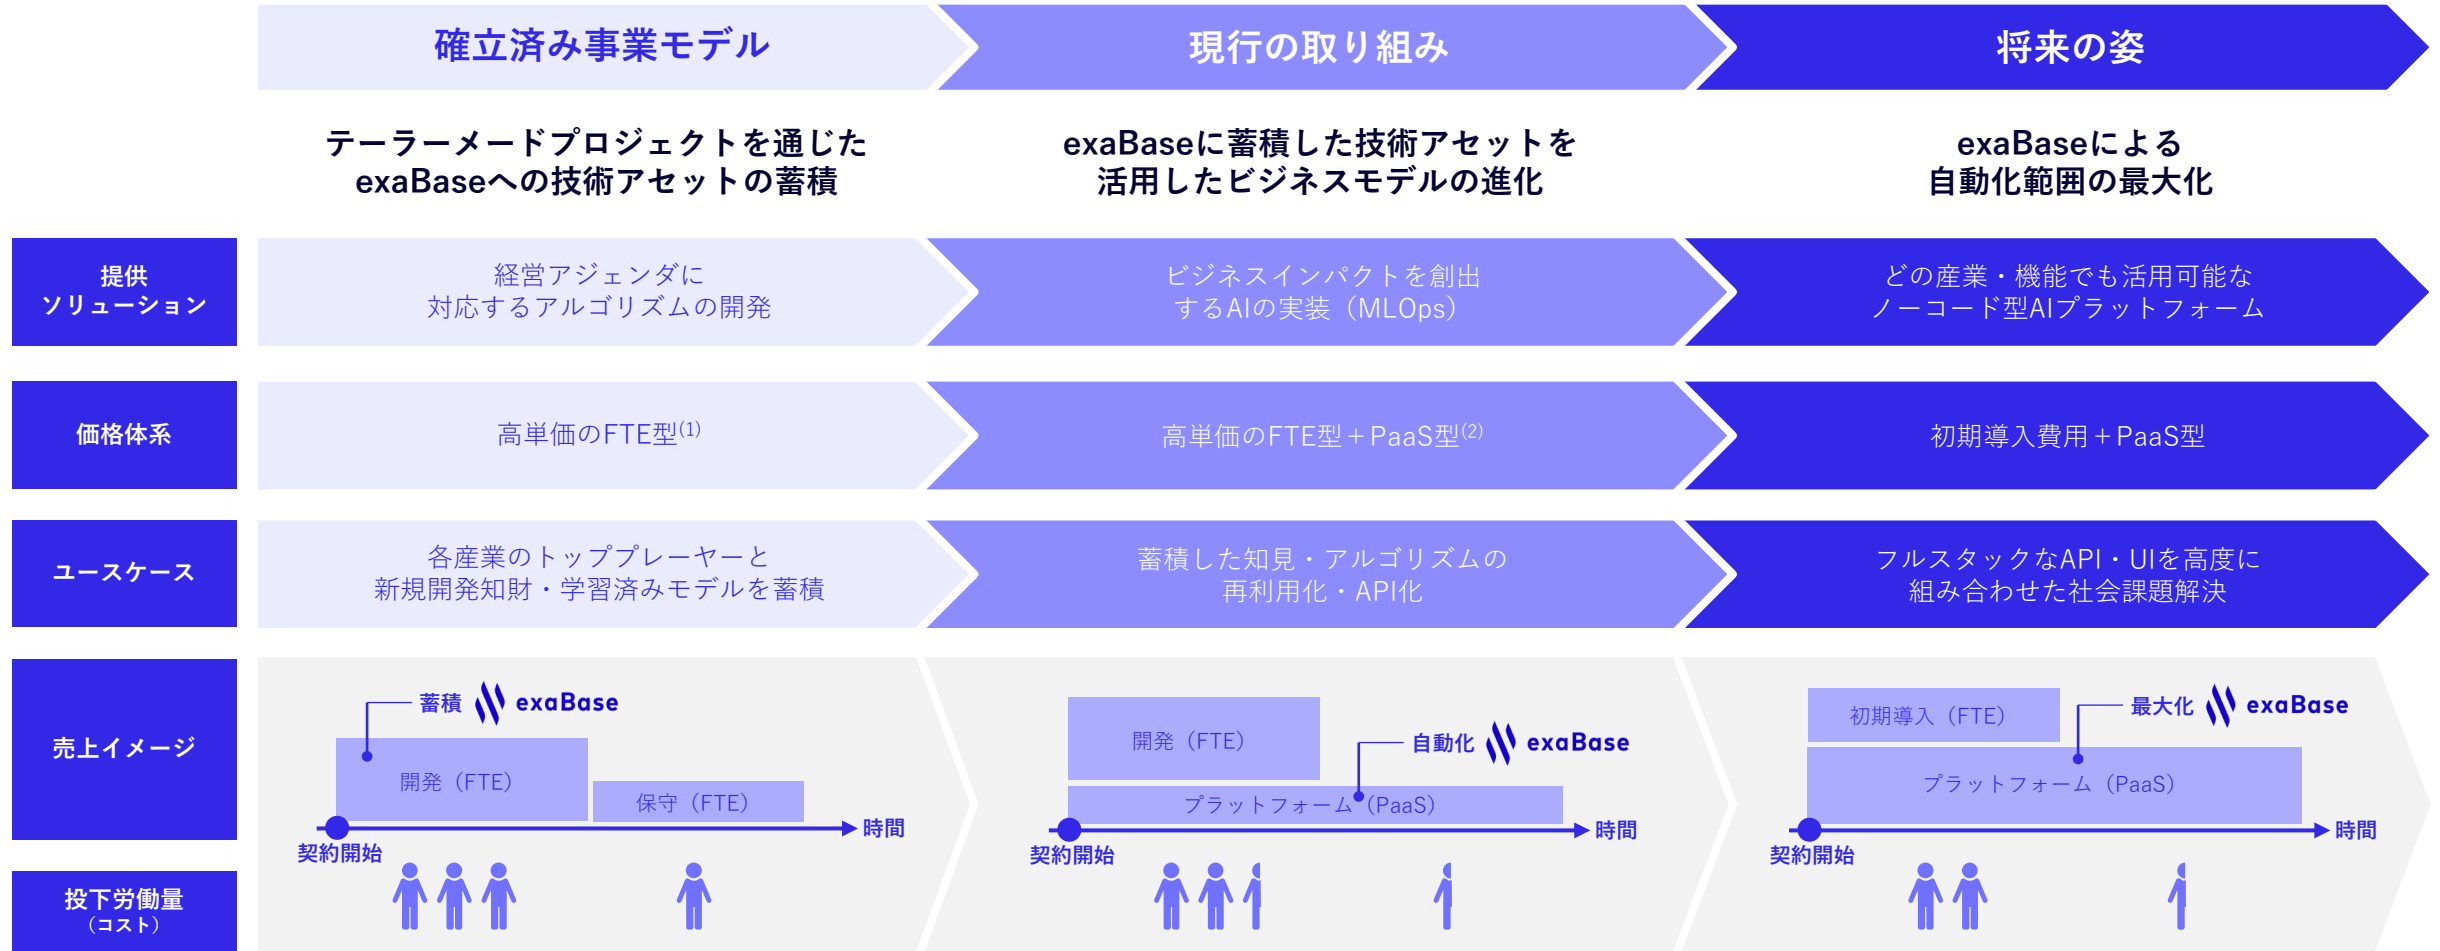 確立済み事業モデル
現行の取り組み
将来の姿
テーラーメードプロジェクトを通じた
exaBaseへの技術アセットの蓄積
exaBaseに蓄積した技術アセットを
活用したビジネスモデルの進化
exaBaseによる
自動化範囲の最大化
提供
ソリューション
経営アジェンダに
対応するアルゴリズムの開発
ビジネスインパクトを創出
するAIの実装（MLOps）
どの産業・機能でも活用可能な
ノーコード型AIプラットフォーム
価格体系
高単価のFTE型(1)
高単価のFTE型＋PaaS型(2)
初期導入費用＋PaaS型
ユースケース
各産業のトッププレーヤーと
新規開発知財・学習済みモデルを蓄積
蓄積した知見・アルゴリズムの
再利用化・API化
フルスタックなAPI・UIを高度に
組み合わせた社会課題解決
売上イメージ
蓄積 exaBase
開発（FTE）
保守（FTE）
時間
契約開始
開発（FTE）
自動化 exaBase
プラットフォーム（PaaS）
時間
契約開始
初期導入（FTE）
最大化 exaBase
プラットフォーム（PaaS）
時間
契約開始
投下労働量
（コスト）